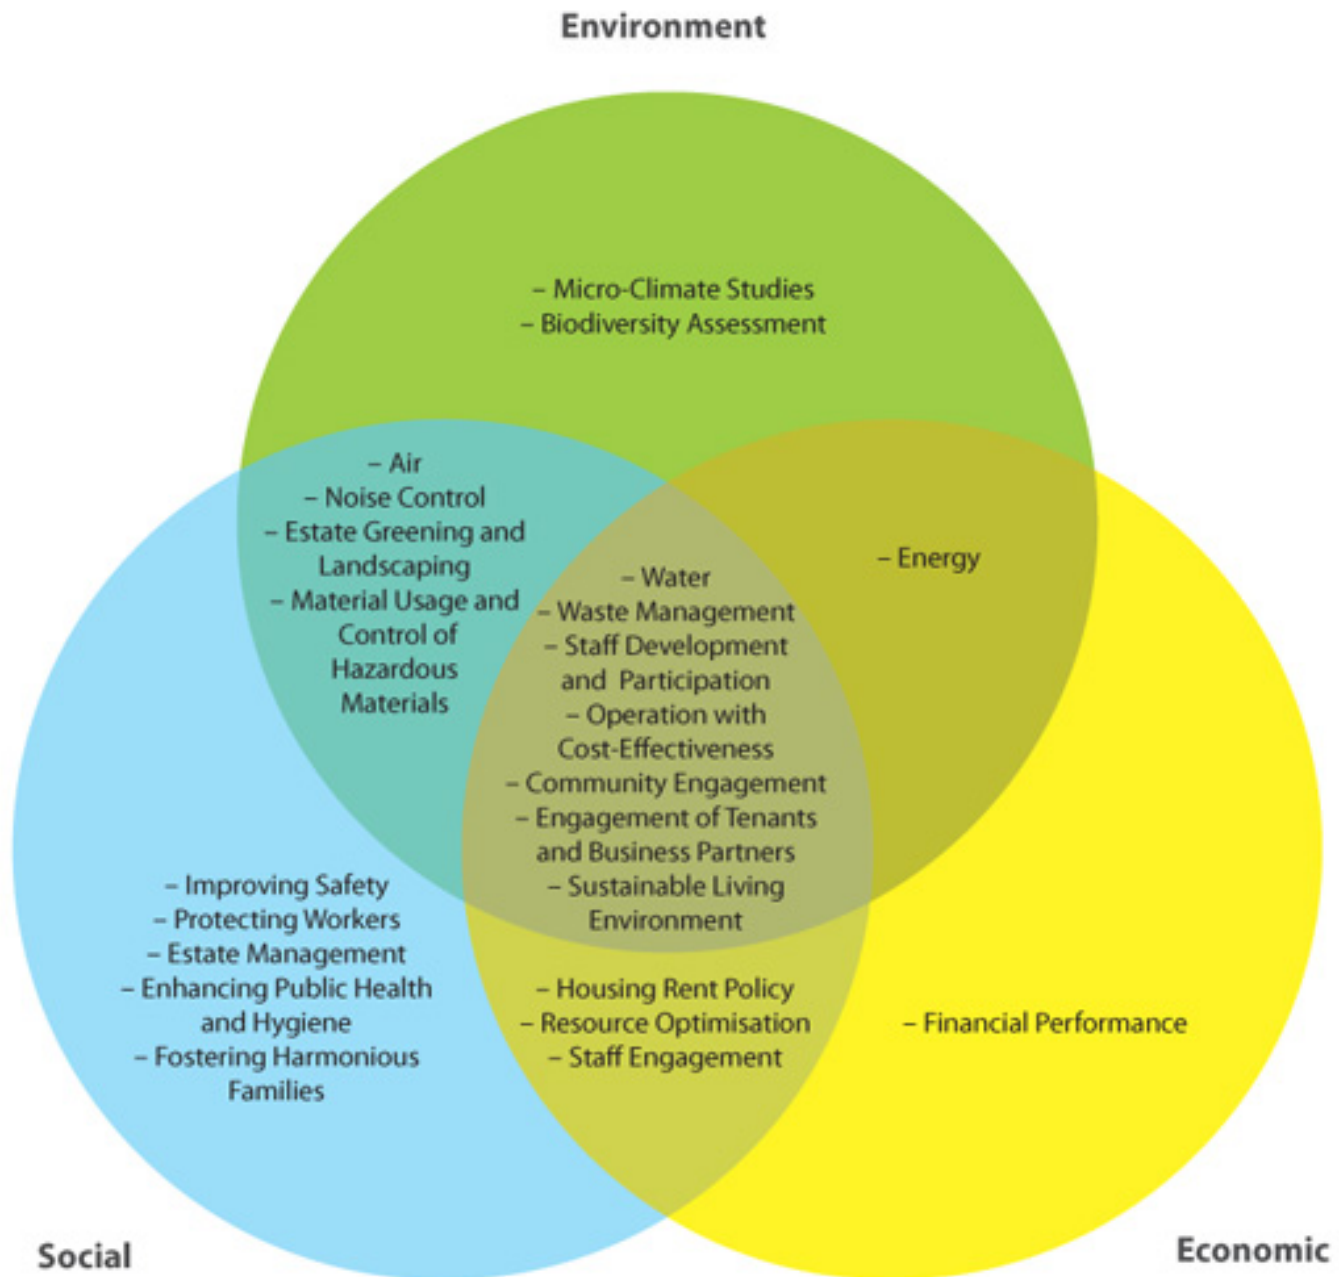 Environment
– Micro-Climate Studies
– Biodiversity Assessment
– Air
– Noise Control
– Estate Greening and
Landscaping
– Material Usage and
Control of
Hazardous
Materials
– Energy
– Water
– Waste Management
– Staff Development
and Participation
– Operation with
Cost-Effectiveness
– Community Engagement
– Engagement of Tenants
and Business Partners
– Sustainable Living
Environment
– Improving Safety
– Protecting Workers
– Estate Management
– Enhancing Public Health
and Hygiene
– Fostering Harmonious
Families
– Housing Rent Policy
– Resource Optimisation
– Staff Engagement
– Financial Performance
Social
Economic